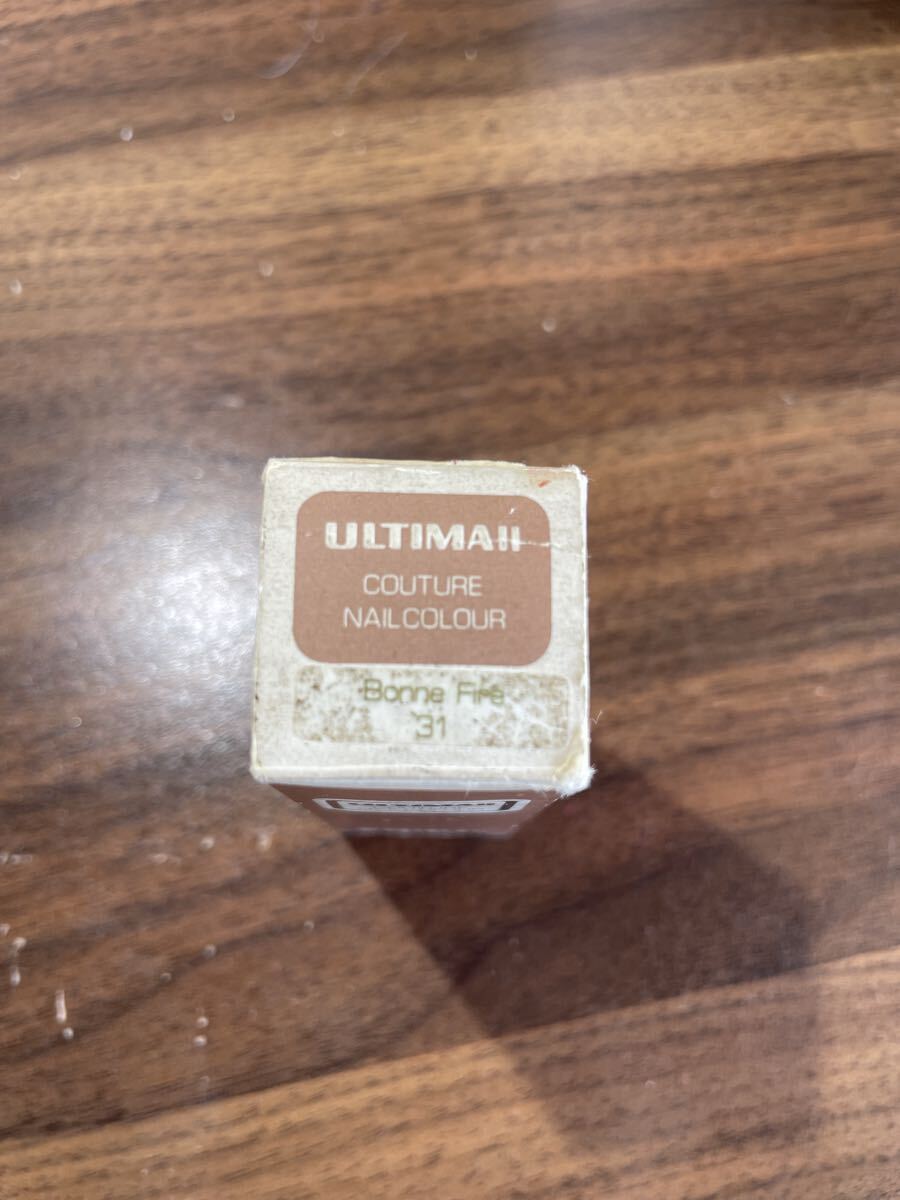 ULTIMA II
COUTURE
NAILCOLOUR
Bonne Fire
31